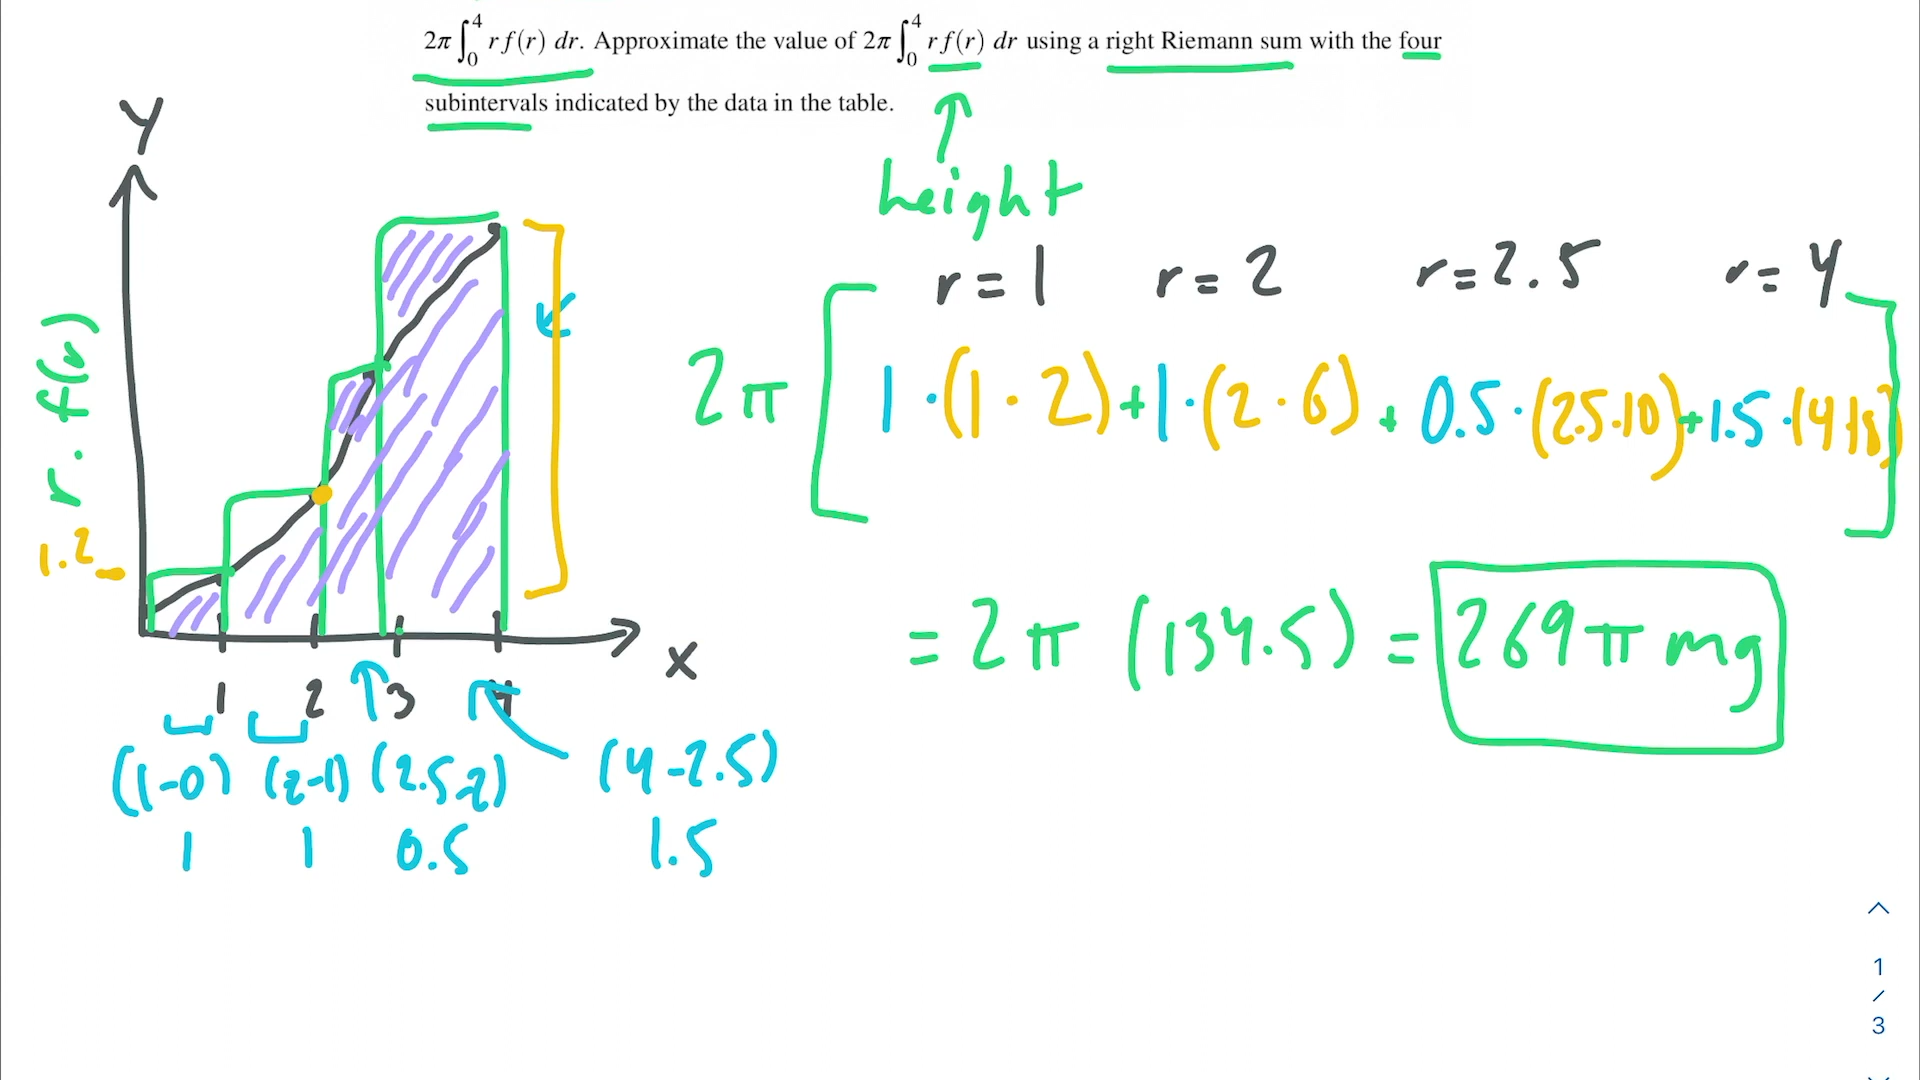 2π ∫₀⁴ r f(r) dr. Approximate the value of 2π ∫₀⁴ r f(r) dr using a right Riemann sum with the four
subintervals indicated by the data in the table.
y
height
r=1 r=2 r=2.5 r=4
r. f(r)
2π [ 1·(1·2)+1·(2·6)+0.5·(2.5·10)+1.5·(4·18) ]
1.2
= 2π (134.5) = 269π mg
x
1 2 3 4
(1-0) (2-1) (2.5-2) (4-2.5)
1 1 0.5 1.5
1
/
3